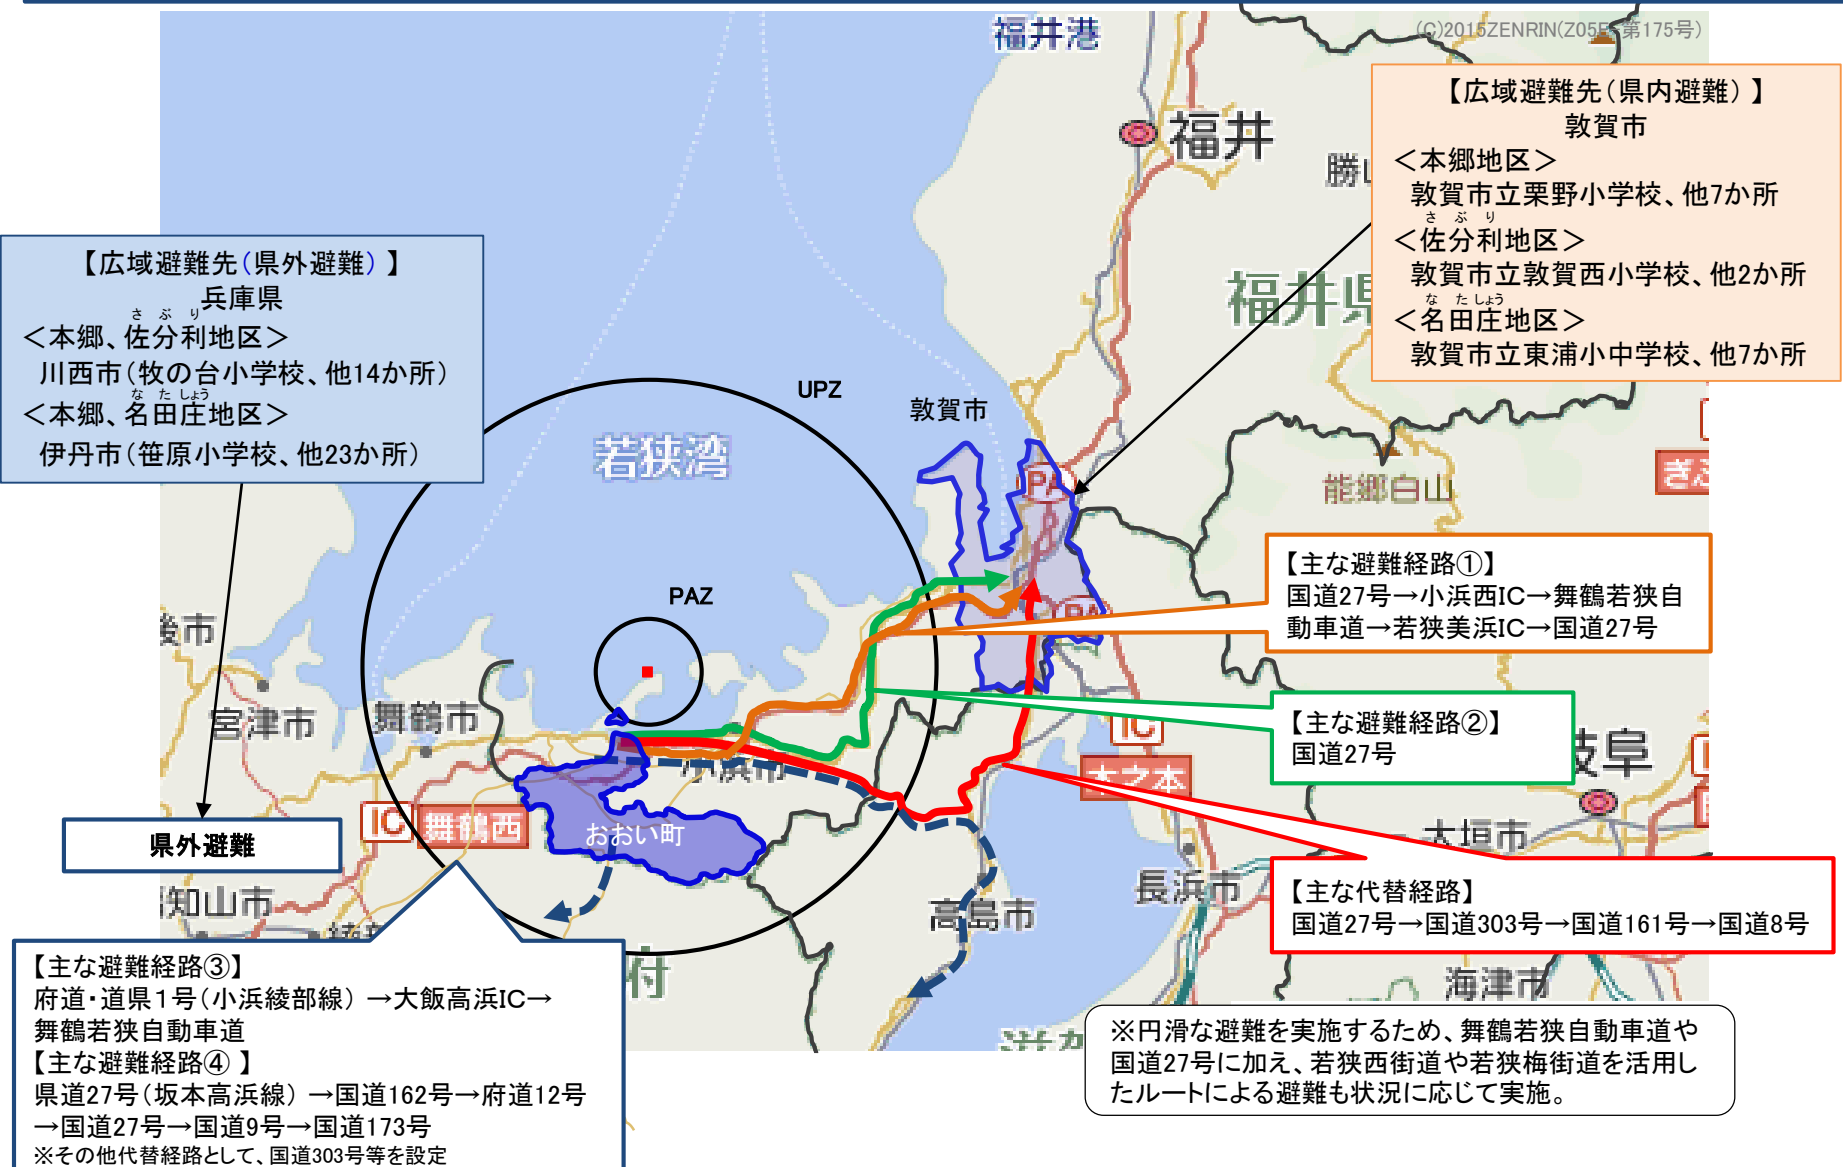 福井港
(C)2015ZENRIN(Z05E-第175号)
【広域避難先(県内避難)】
敦賀市
<本郷地区>
敦賀市立粟野小学校、他7か所
さぶり
<佐分利地区>
敦賀市立敦賀西小学校、他2か所
なたしょう
<名田庄地区>
敦賀市立東浦小中学校、他7か所
福井
勝山
福井県
【広域避難先(県外避難)】
兵庫県
さぶり
<本郷、佐分利地区>
川西市(牧の台小学校、他14か所)
なたしょう
<本郷、名田庄地区>
伊丹市(笹原小学校、他23か所)
UPZ
敦賀市
若狭湾
PA
能郷白山
ぎふ
PAZ
PA
【主な避難経路①】
国道27号→小浜西IC→舞鶴若狭自
動車道→若狭美浜IC→国道27号
後市
宮津市
舞鶴市
小浜市
IC
木之本
【主な避難経路②】
国道27号
岐阜
IC
舞鶴西
おおい町
大垣市
県外避難
知山市
綾部
高島市
長浜市
【主な代替経路】
国道27号→国道303号→国道161号→国道8号
海津市
付
滋賀
【主な避難経路③】
府道・道県1号(小浜綾部線) →大飯高浜IC→
舞鶴若狭自動車道
【主な避難経路④ 】
県道27号(坂本高浜線) →国道162号→府道12号
→国道27号→国道9号→国道173号
※その他代替経路として、国道303号等を設定
※円滑な避難を実施するため、舞鶴若狭自動車道や
国道27号に加え、若狭西街道や若狭梅街道を活用し
たルートによる避難も状況に応じて実施。